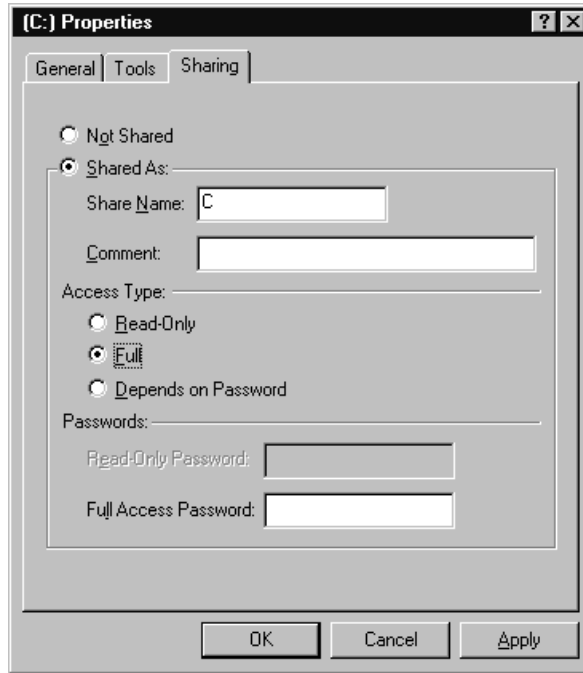 (C:) Properties
General Tools Sharing
Not Shared
Shared As:
Share Name: C
Comment:
Access Type:
Read-Only
Full
Depends on Password
Passwords:
Read-Only Password:
Full Access Password:
OK Cancel Apply